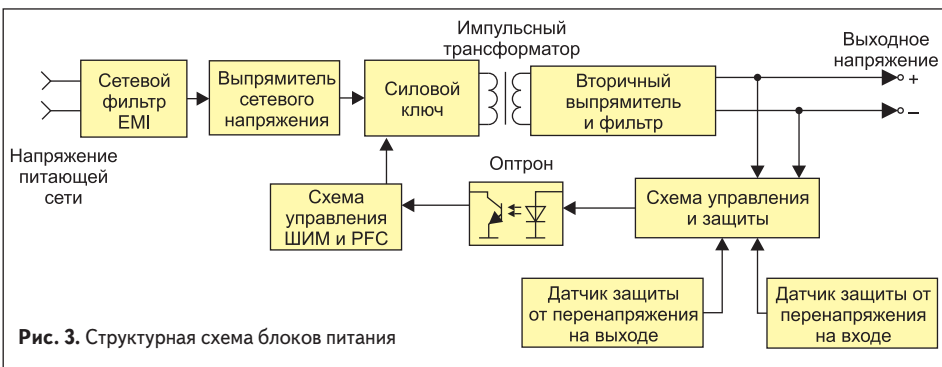 Импульсный
трансформатор
Выходное
напряжение
Сетевой
фильтр
EMI
Выпрямитель
сетевого
напряжения
Силовой
ключ
Вторичный
выпрямитель
и фильтр
+
–
Напряжение
питающей
сети
Оптрон
Схема
управления
ШИМ и PFC
Схема управления
и защиты
Датчик защиты
от перенапряжения
на выходе
Датчик защиты от
перенапряжения
на входе
Рис. 3. Структурная схема блоков питания